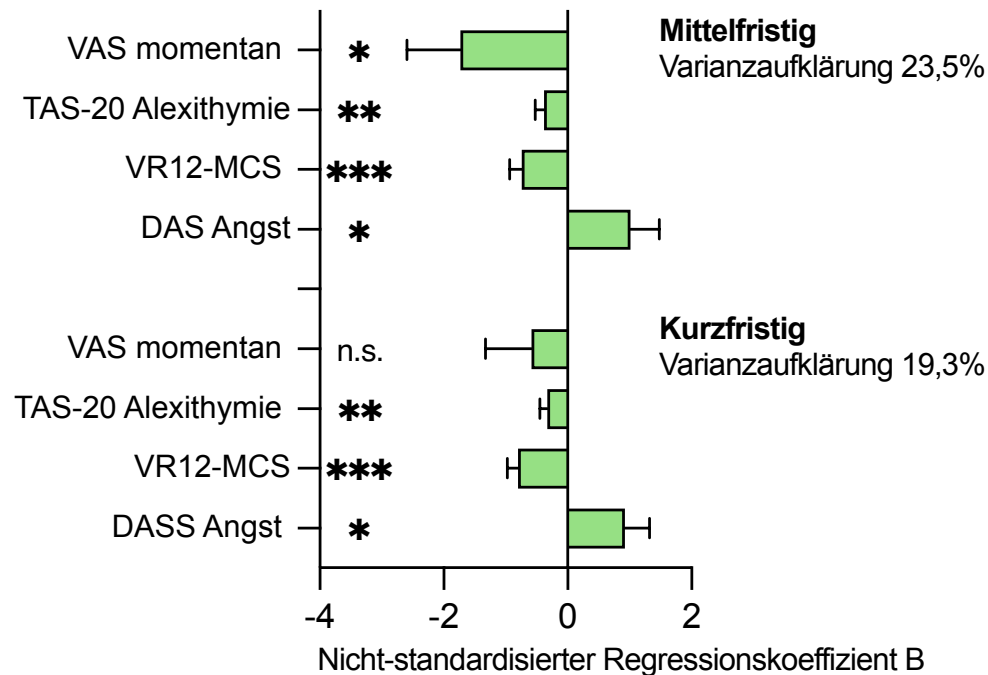 VAS momentan
*
Mittelfristig
Varianzaufklärung 23,5%
TAS-20 Alexithymie
**
VR12-MCS
***
DAS Angst
*
VAS momentan
n.s.
Kurzfristig
Varianzaufklärung 19,3%
TAS-20 Alexithymie
**
VR12-MCS
***
DASS Angst
*
-4 -2 0 2
Nicht-standardisierter Regressionskoeffizient B